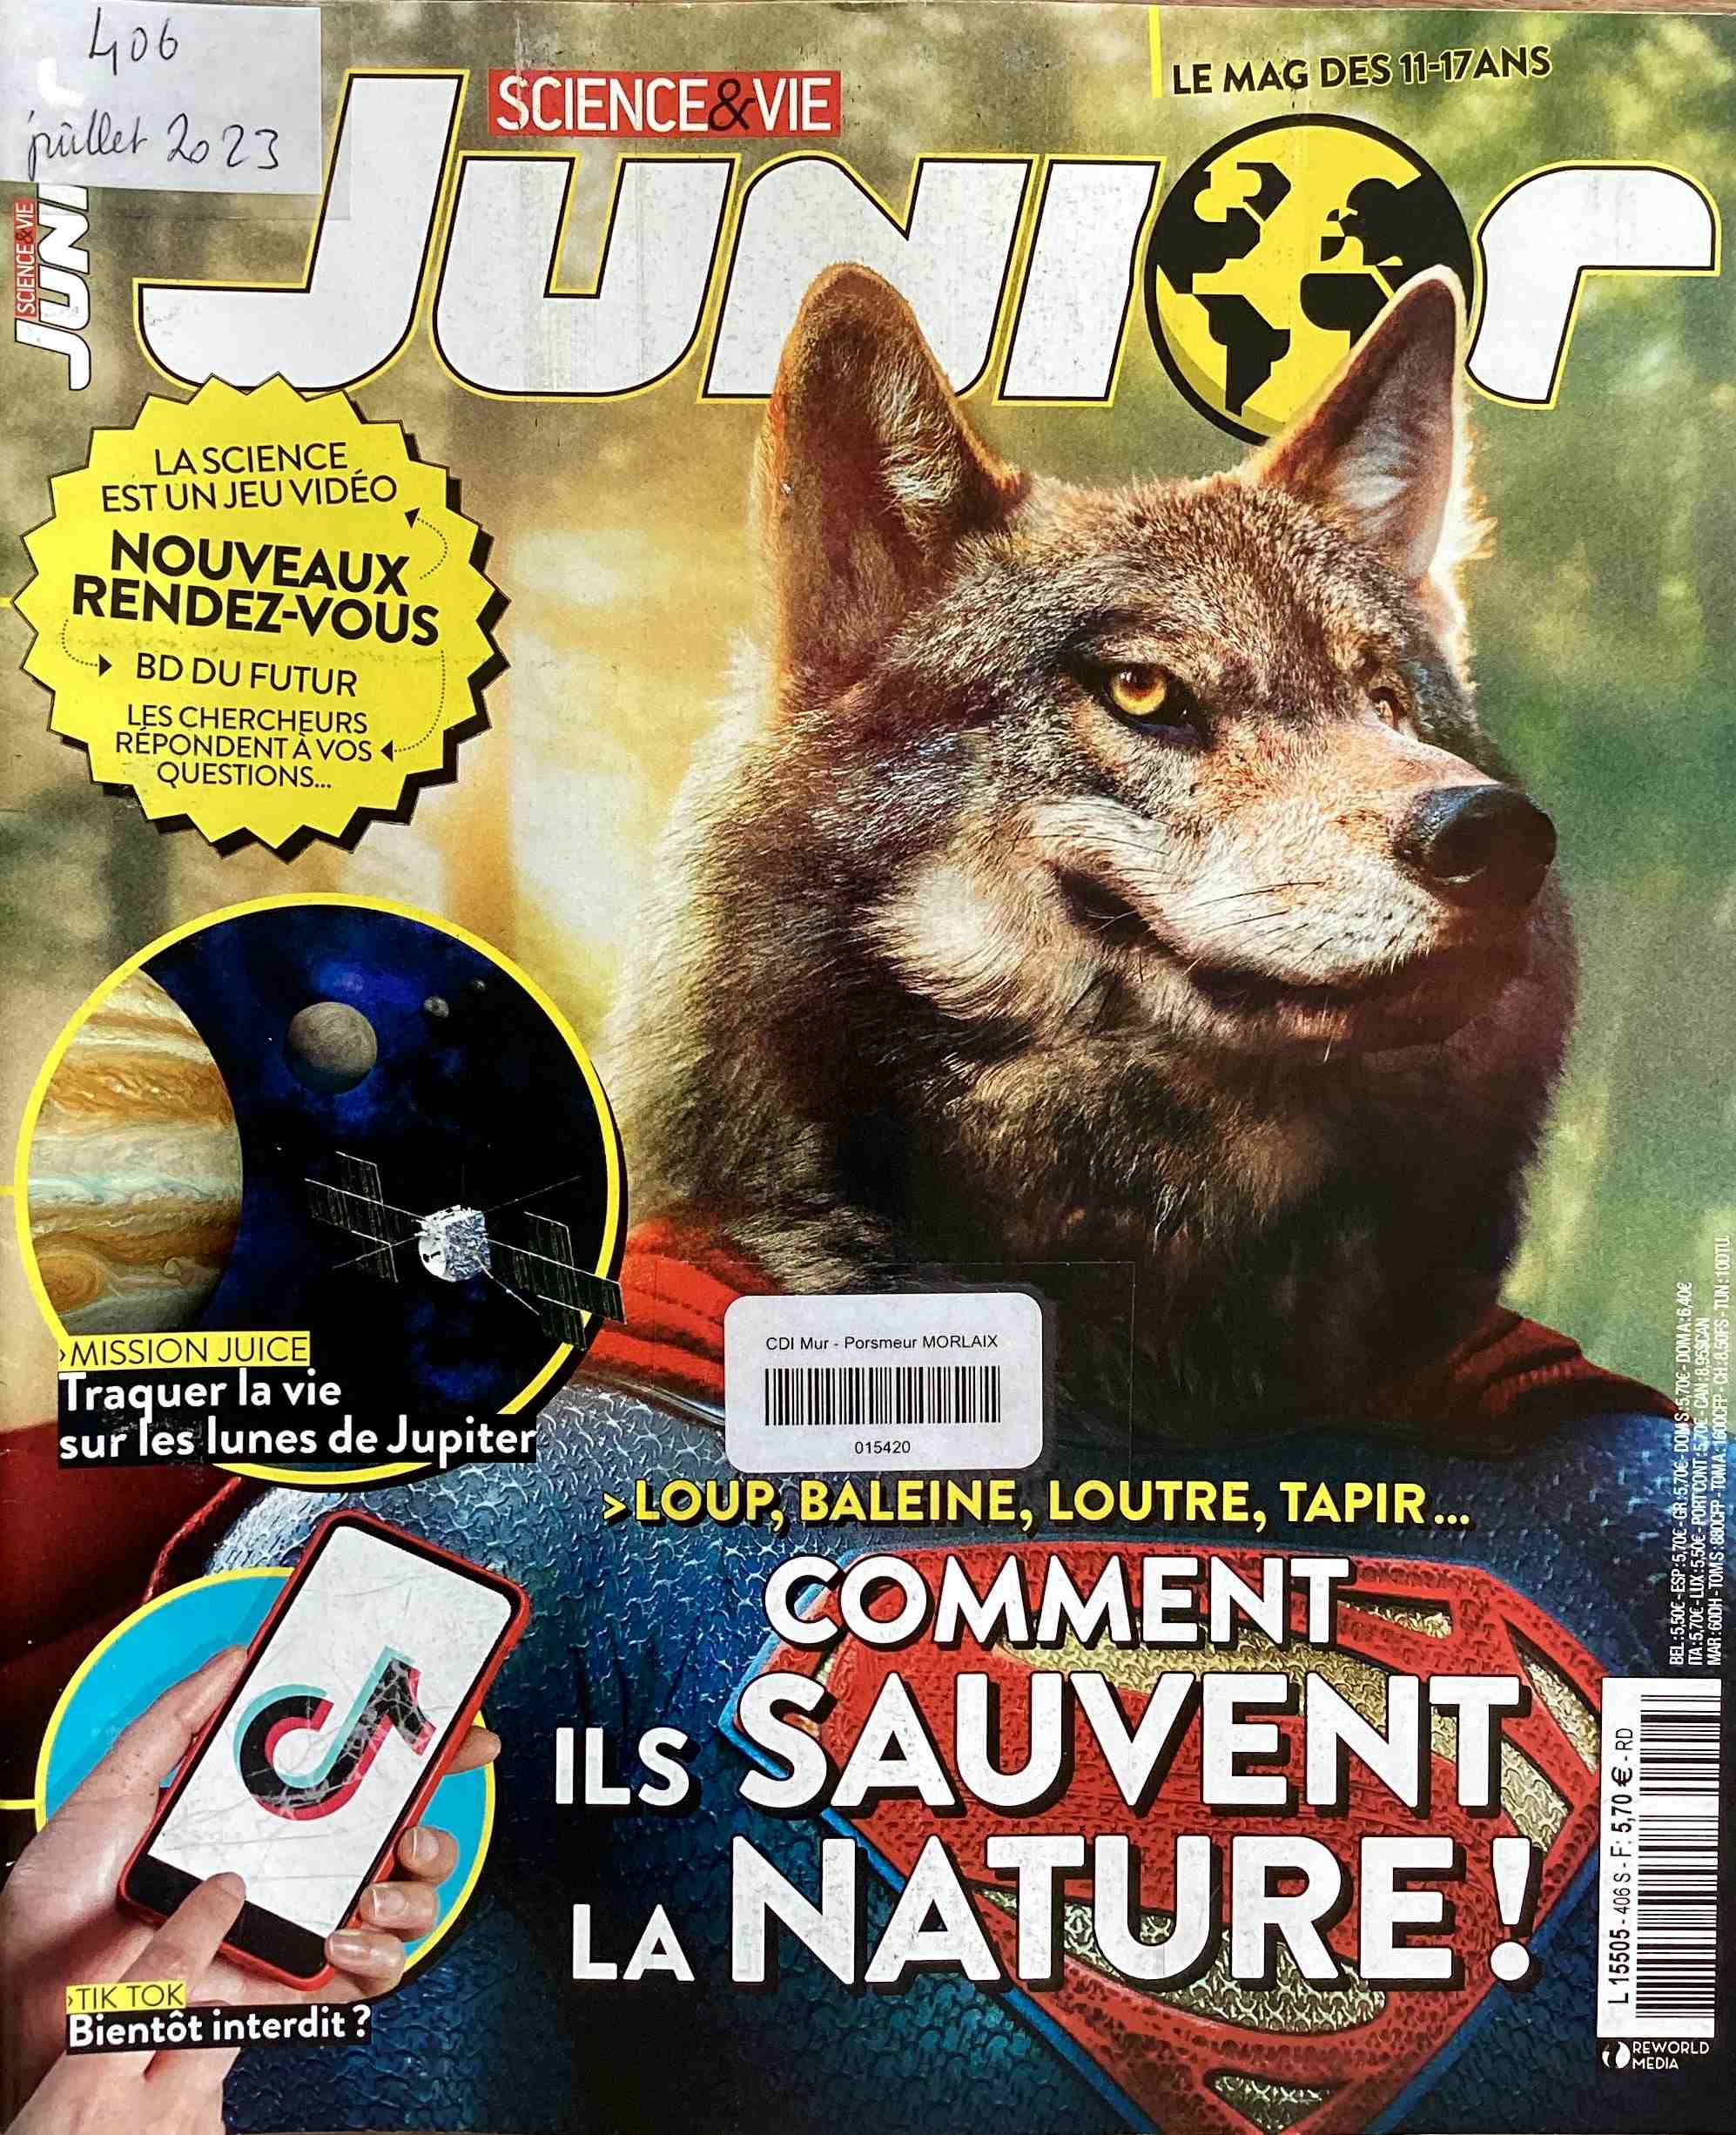 406
juillet 2023
SCIENCE&VIE
JUNIOR
LE MAG DES 11-17 ANS
SCIENCE&VIE
JUNI
LA SCIENCE
EST UN JEU VIDÉO
NOUVEAUX
RENDEZ-VOUS
BD DU FUTUR
LES CHERCHEURS
RÉPONDENT À VOS
QUESTIONS...
›MISSION JUICE
Traquer la vie
sur les lunes de Jupiter
CDI Mur - Porsmeur MORLAIX
015420
>LOUP, BALEINE, LOUTRE, TAPIR...
COMMENT
ILS SAUVENT
LA NATURE !
›TIK TOK
Bientôt interdit ?
BEL : 5,50€ - ESP : 5,70€ - GR : 5,70€ - DOM S : 5,70€ - DOM A : 6,40€
ITA : 5,70€ - LUX : 5,50€ - PORT CONT : 5,70€ - CAN : 8,95$CAN
MAR : 60DH - TOM S : 880CFP - TOM A : 1600CFP - CH : 8,50FS - TUN : 10DTU
L 15505 - 406 S - F: 5,70 € - RD
REWORLD
MEDIA